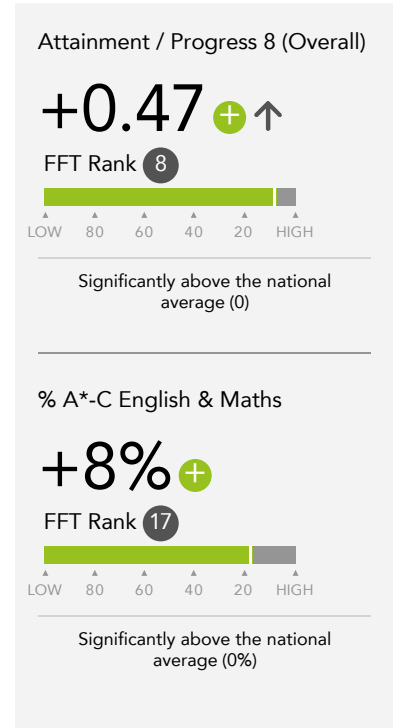 Attainment / Progress 8 (Overall)
+0.47 +
FFT Rank 8
LOW 80 60 40 20 HIGH
Significantly above the national
average (0)
% A*-C English & Maths
+8% +
FFT Rank 17
LOW 80 60 40 20 HIGH
Significantly above the national
average (0%)